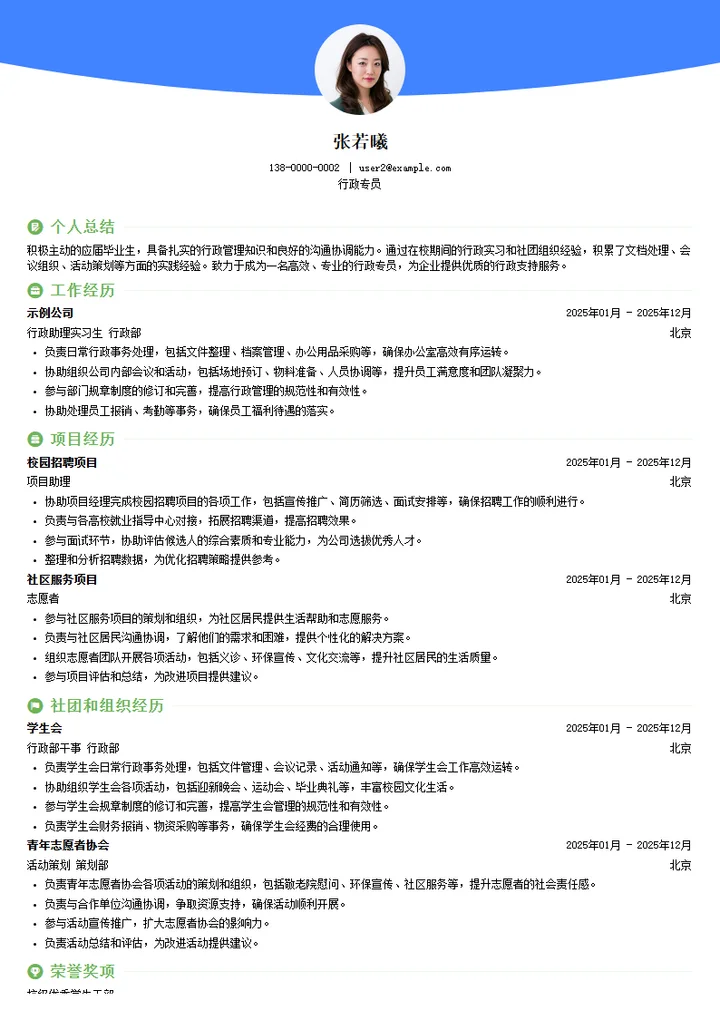 张若曦
138-0000-0002 | user2@example.com
行政专员
个人总结
积极主动的应届毕业生，具备扎实的行政管理知识和良好的沟通协调能力。通过在校期间的行政实习和社团组织经验，积累了文档处理、会
议组织、活动策划等方面的实践经验。致力于成为一名高效、专业的行政专员，为企业提供优质的行政支持服务。
工作经历
示创公司 2025年01月 - 2025年12月
行政助理实习生 行政部 北京
• 负责日常行政事务处理，包括文件整理、档案管理、办公用品采购等，确保办公室高效有序运转。
• 协助组织公司内部会议和活动，包括场地预订、物料准备、人员协调等，提升员工满意度和团队凝聚力。
• 参与部门规章制度的修订和完善，提高行政管理的规范性和有效性。
• 协助处理员工报销、考勤等事务，确保员工福利待遇的落实。
项目经历
校园招聘项目 2025年01月 - 2025年12月
项目助理 北京
• 协助项目经理完成校园招聘项目的各项工作，包括宣传推广、简历筛选、面试安排等，确保招聘工作的顺利进行。
• 负责与各高校就业指导中心对接，拓展招聘渠道，提高招聘效果。
• 参与面试环节，协助评估候选人的综合素质和专业能力，为公司选拔优秀人才。
• 整理和分析招聘数据，为优化招聘策略提供参考。
社区服务项目 2025年01月 - 2025年12月
志愿者 北京
• 参与社区服务项目的策划和组织，为社区居民提供生活帮助和志愿服务。
• 负责与社区居民沟通协调，了解他们的需求和困难，提供个性化的解决方案。
• 组织志愿者团队开展各项活动，包括义诊、环保宣传、文化交流等，提升社区居民的生活质量。
• 参与项目评估和总结，为改进项目提供建议。
社团和组织经历
学生会 2025年01月 - 2025年12月
行政部干事 行政部 北京
• 负责学生会日常行政事务处理，包括文件管理、会议记录、活动通知等，确保学生会工作高效运转。
• 协助组织学生会各项活动，包括迎新晚会、运动会、毕业典礼等，丰富校园文化生活。
• 参与学生会规章制度的修订和完善，提高学生会管理的规范性和有效性。
• 负责学生会财务报销、物资采购等事务，确保学生会经费的合理使用。
青年志愿者协会 2025年01月 - 2025年12月
活动策划 策划部 北京
• 负责青年志愿者协会各项活动的策划和组织，包括敬老院慰问、环保宣传、社区服务等，提升志愿者的社会责任感。
• 负责与合作单位沟通协调，争取资源支持，确保活动顺利开展。
• 参与活动宣传推广，扩大志愿者协会的影响力。
• 负责活动总结和评估，为改进活动提供建议。
荣誉奖项